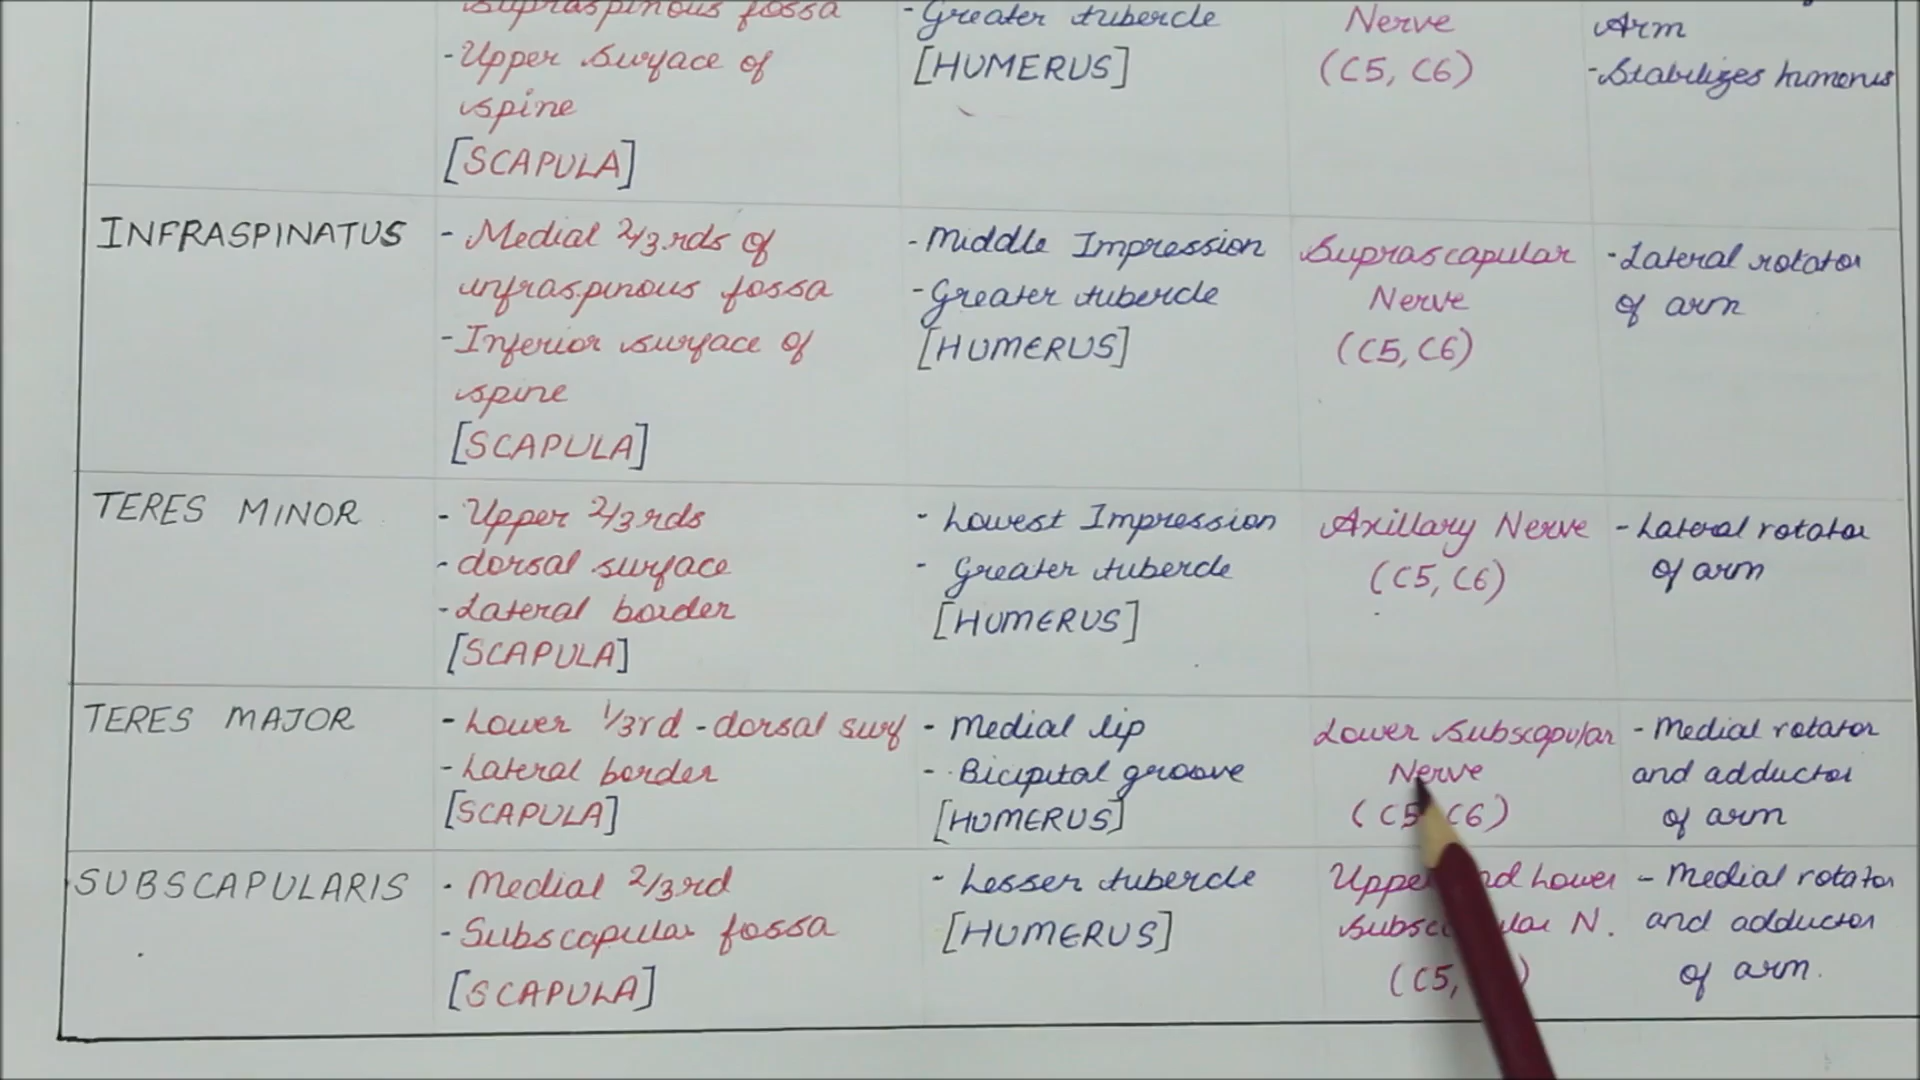 Supraspinous fossa
-Upper surface of
spine
[SCAPULA]
-Greater tubercle
[HUMERUS]
Nerve
(C5, C6)
Arm
-Stabilizes humerus
INFRASPINATUS
- Medial 2/3rds of
infraspinous fossa
-Inferior surface of
spine
[SCAPULA]
-Middle Impression
-Greater tubercle
[HUMERUS]
Suprascapular
Nerve
(C5, C6)
-Lateral rotator
of arm
TERES MINOR
- Upper 2/3rds
-dorsal surface
-Lateral border
[SCAPULA]
- Lowest Impression
- Greater tubercle
[HUMERUS]
Axillary Nerve
(C5, C6)
-Lateral rotator
of arm
TERES MAJOR
-Lower 1/3rd -dorsal surf
-Lateral border
[SCAPULA]
- Medial lip
- Bicipital groove
[HUMERUS]
Lower Subscapular
Nerve
(C5, C6)
- Medial rotator
and adductor
of arm
SUBSCAPULARIS
- Medial 2/3rd
-Subscapular fossa
[SCAPULA]
- Lesser tubercle
[HUMERUS]
Lower
N.
(C5,
- Medial rotator
and adductor
of arm.